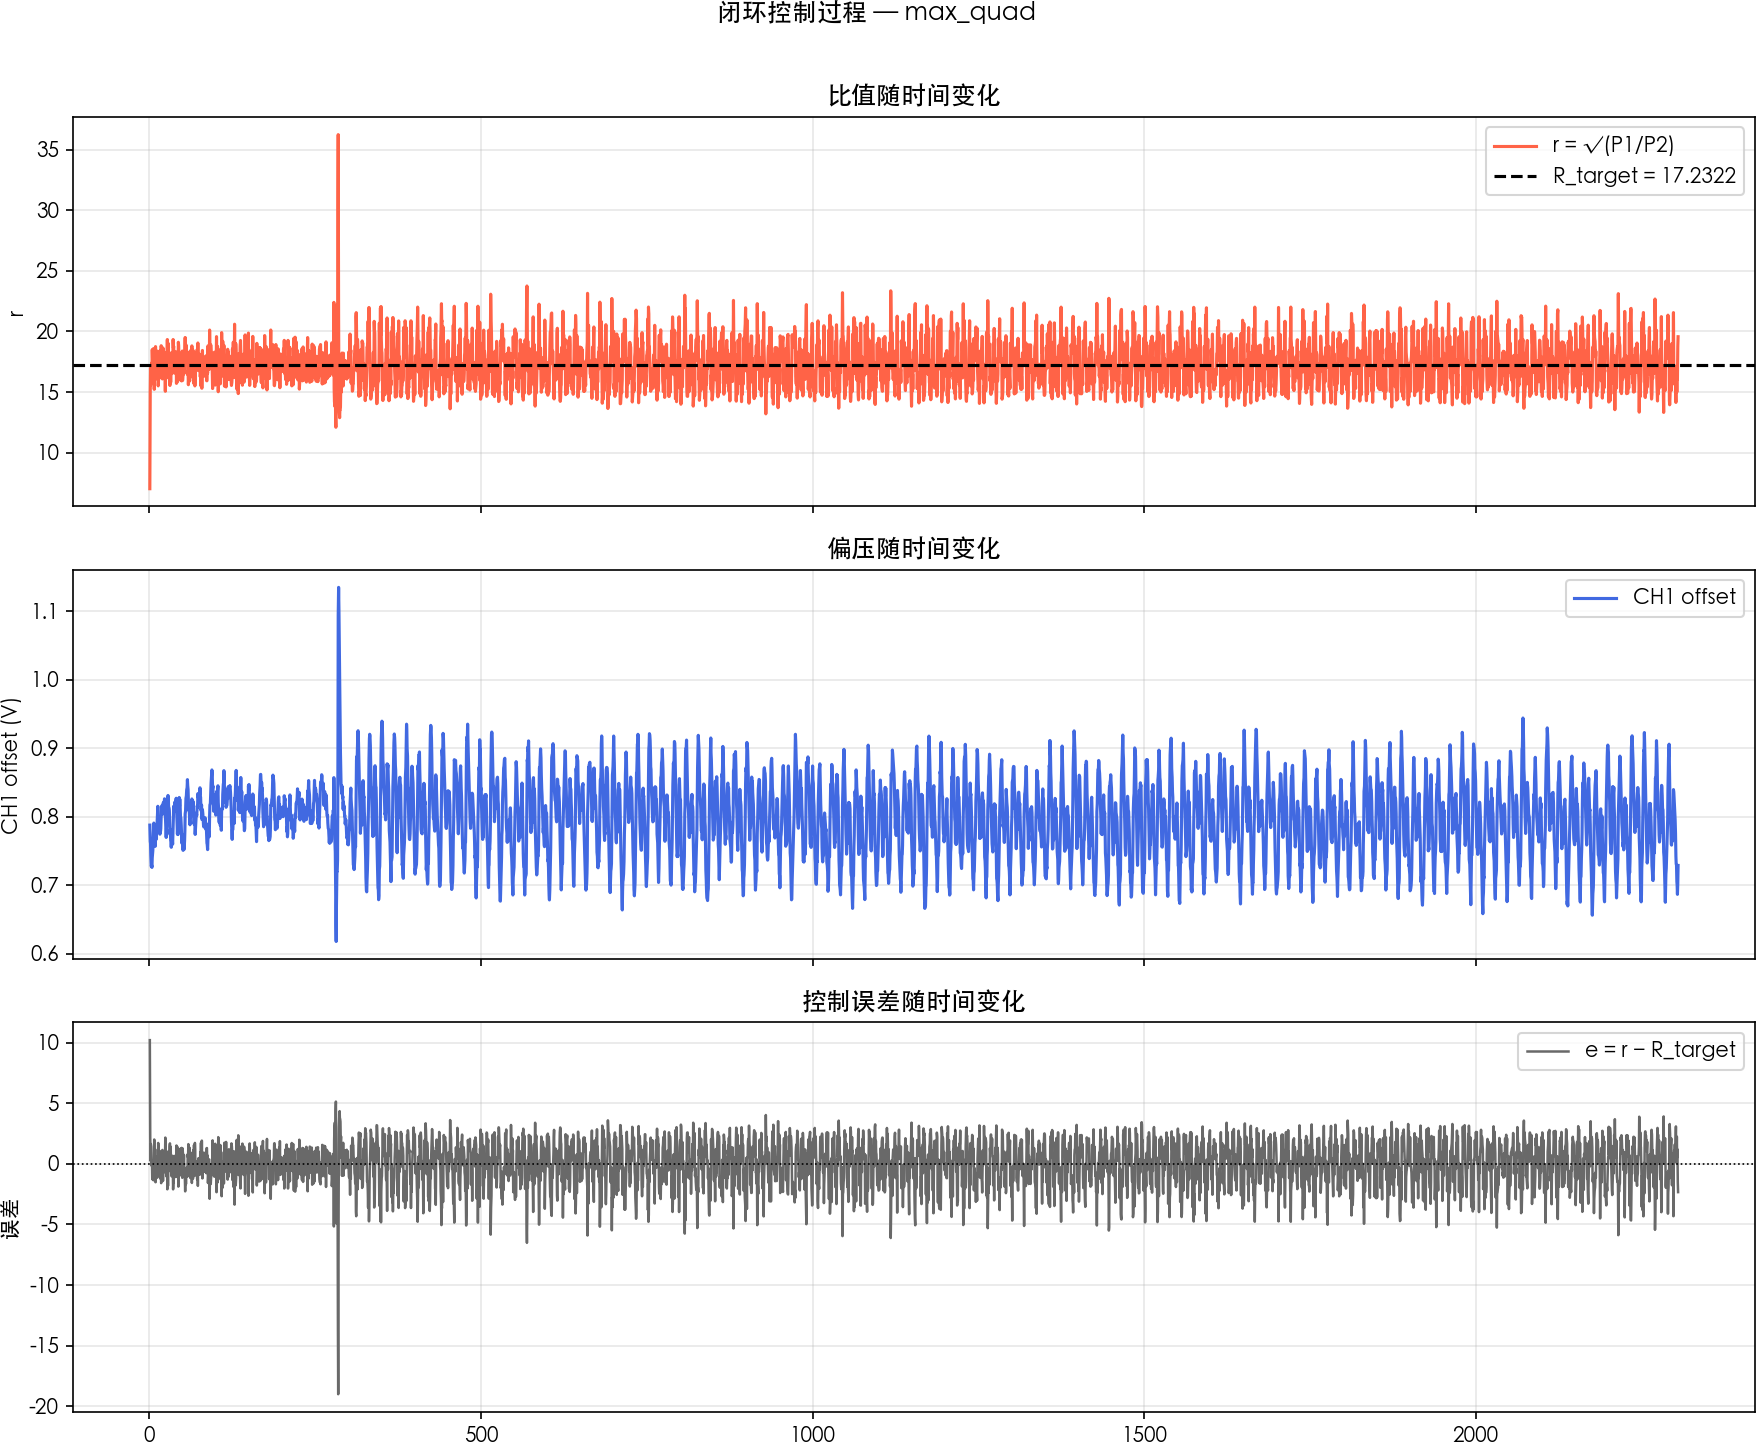 闭环控制过程 — max_quad
比值随时间变化
r
35
30
25
20
15
10
r = √(P1/P2)
R_target = 17.2322
偏压随时间变化
CH1 offset (V)
1.1
1.0
0.9
0.8
0.7
0.6
CH1 offset
控制误差随时间变化
误差
10
5
0
-5
-10
-15
-20
e = r − R_target
0
500
1000
1500
2000